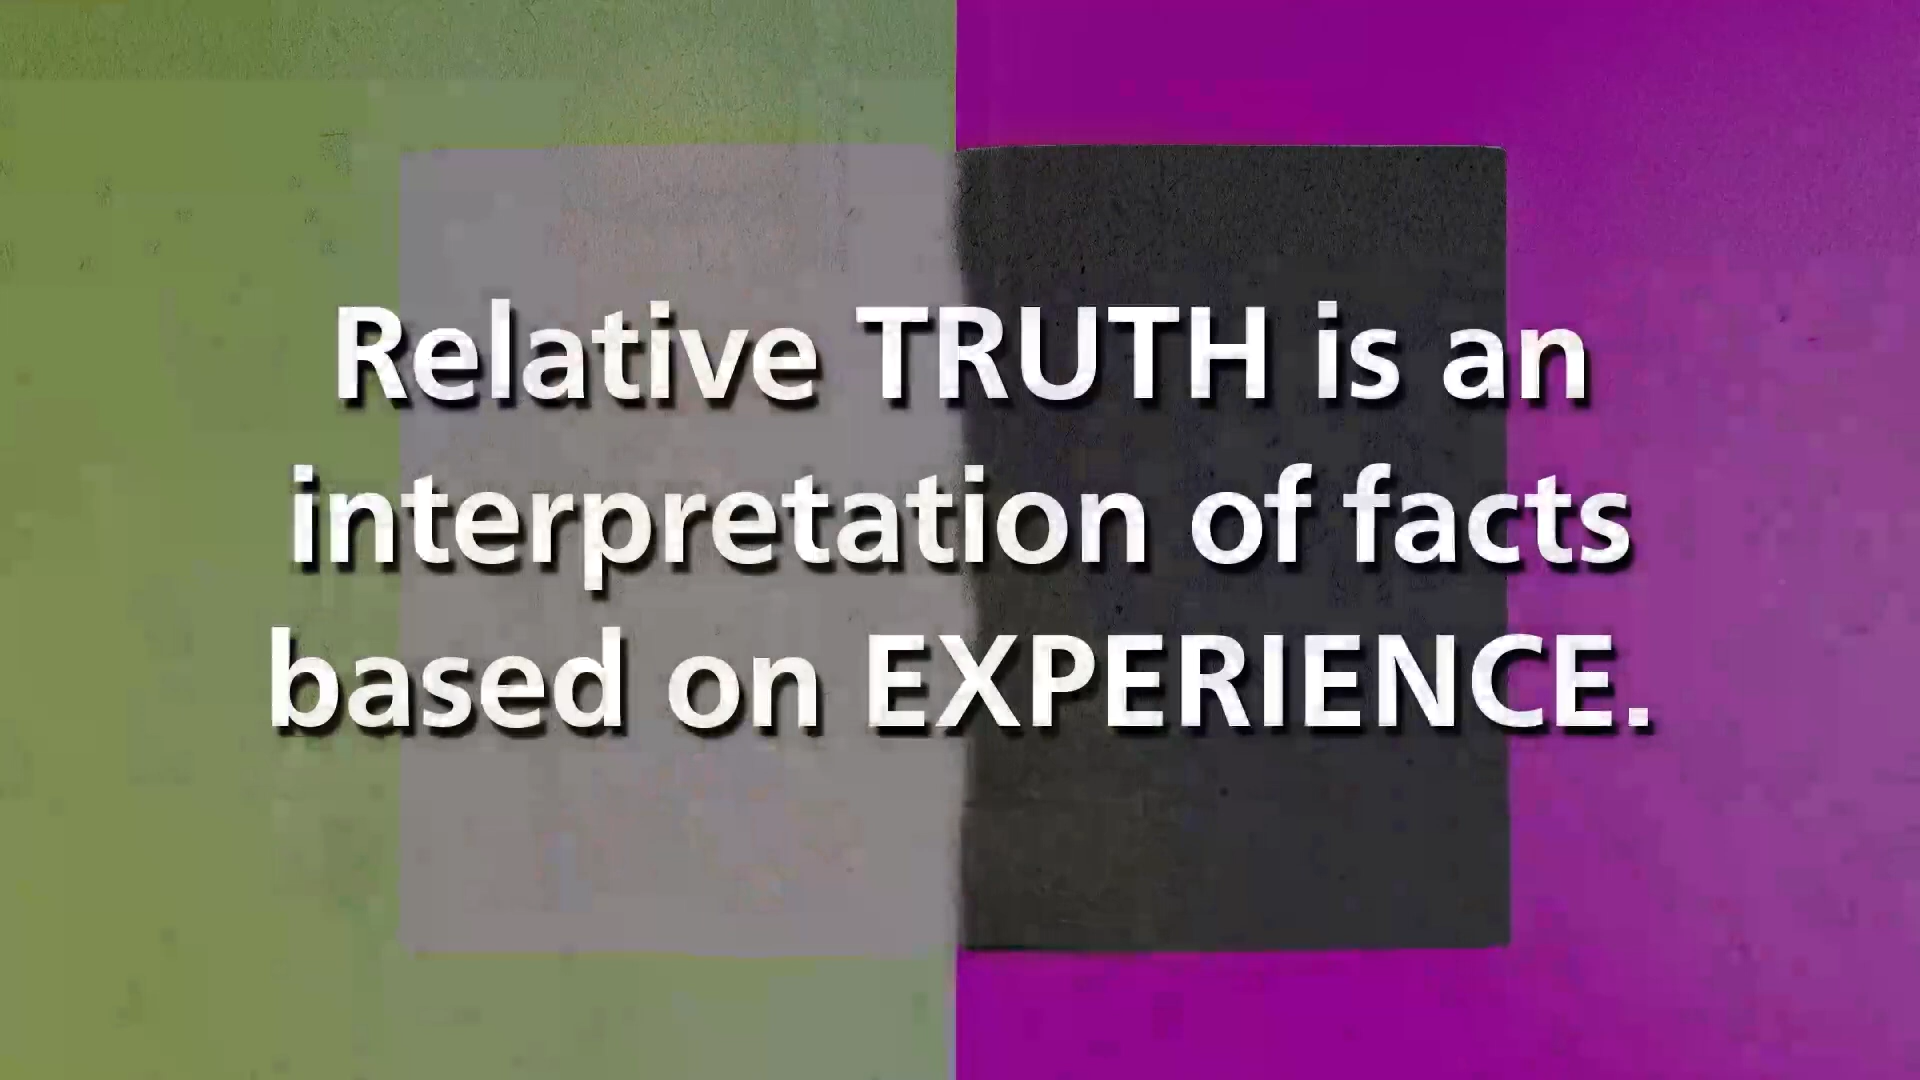 Relative TRUTH is an
interpretation of facts
based on EXPERIENCE.